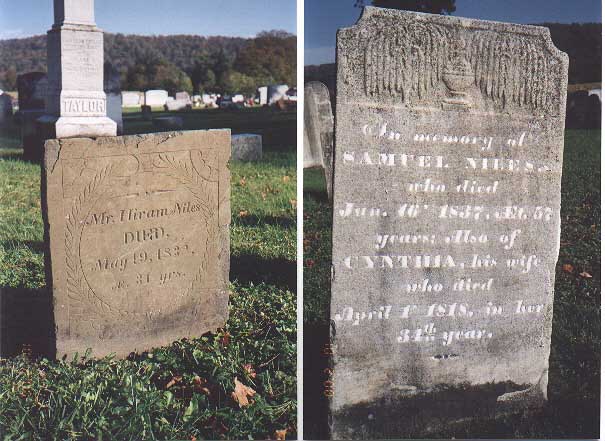 TAYLOR
Mr. Hiram Niles
DIED.
May 19, 
Æ. 31 yrs.
In memory of
SAMUEL NILES
who died
Jan. 16th 1837, Æt. 57
years; Also of
CYNTHIA, his wife
who died
April 1st 1818, in her
34th year.